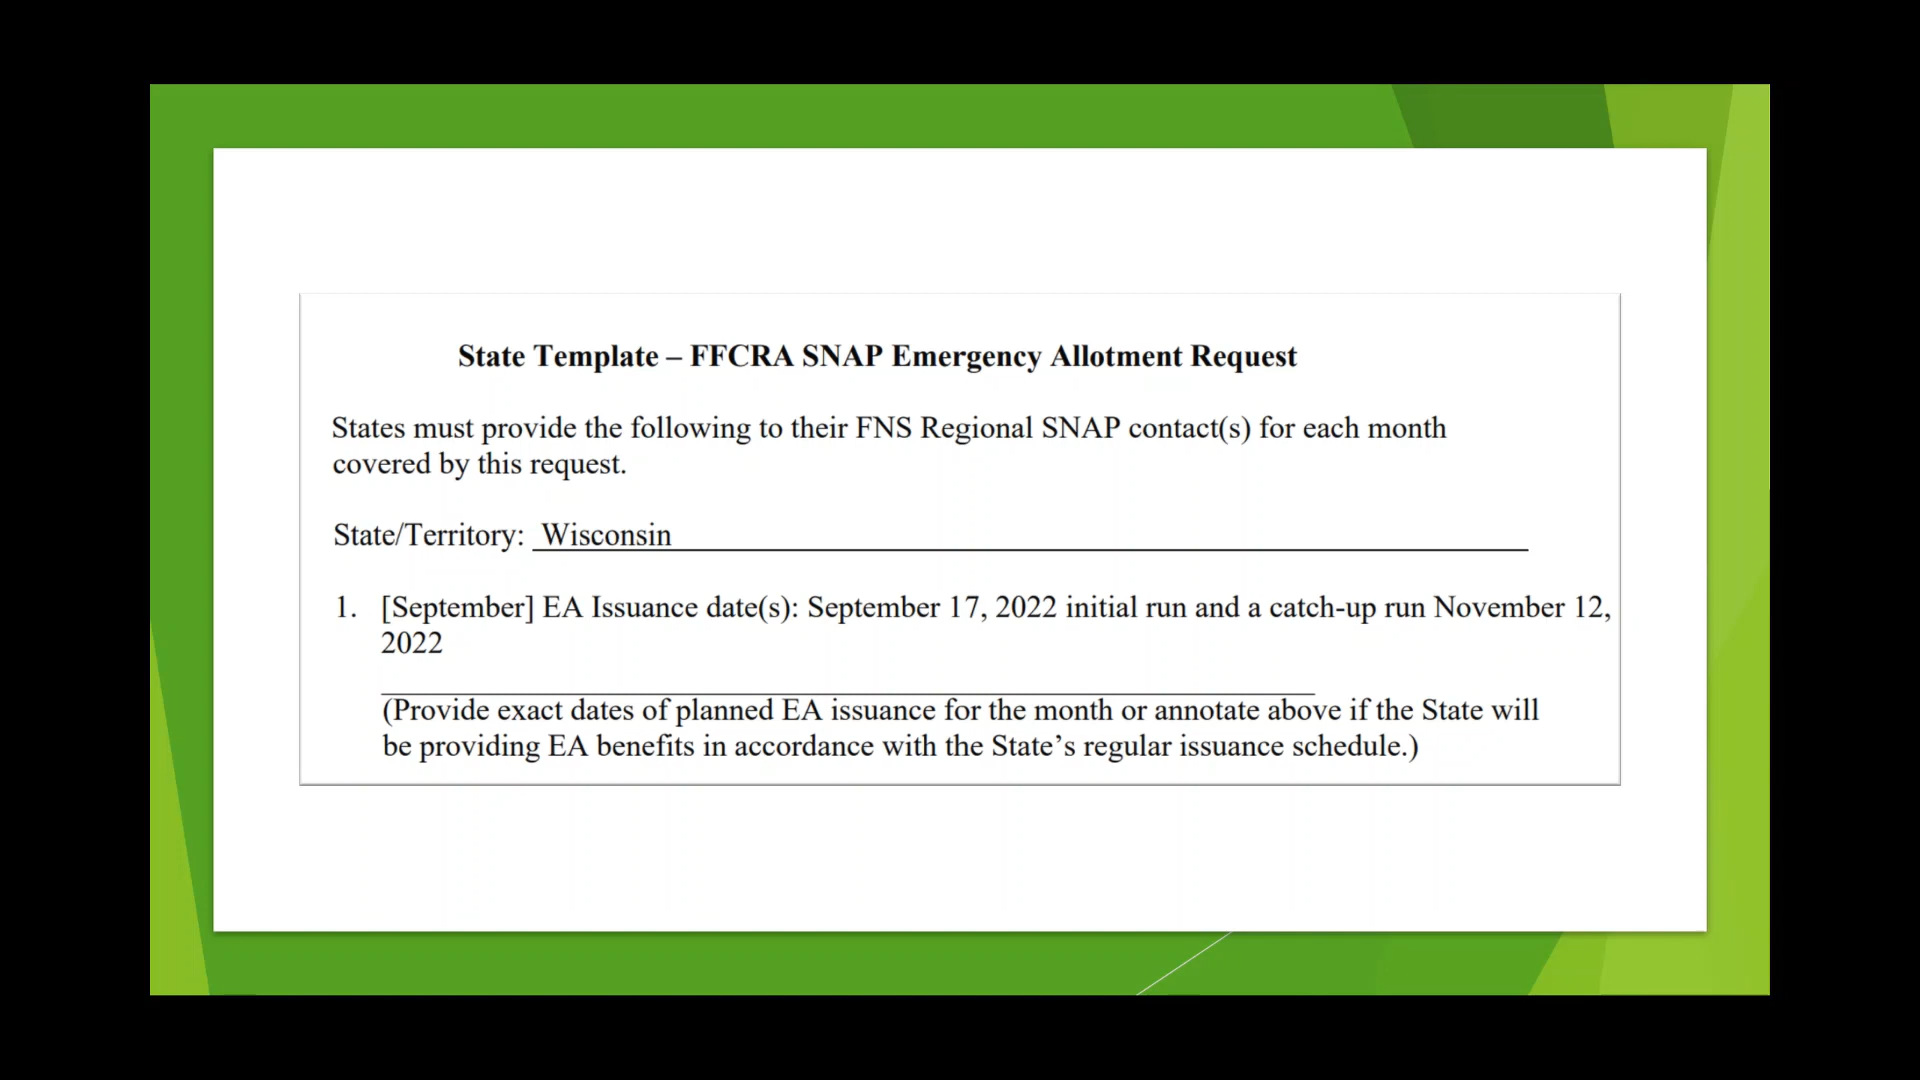 State Template – FFCRA SNAP Emergency Allotment Request
States must provide the following to their FNS Regional SNAP contact(s) for each month
covered by this request.
State/Territory: Wisconsin
1. [September] EA Issuance date(s): September 17, 2022 initial run and a catch-up run November 12,
2022
(Provide exact dates of planned EA issuance for the month or annotate above if the State will
be providing EA benefits in accordance with the State’s regular issuance schedule.)